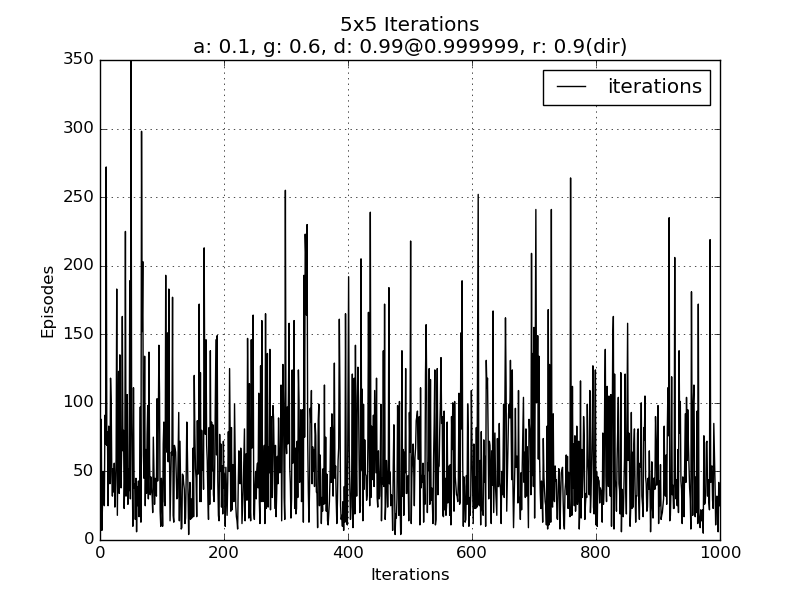 5x5 Iterations
a: 0.1, g: 0.6, d: 0.99@0.999999, r: 0.9(dir)
iterations
350
300
250
200
150
100
50
0
Episodes
0 200 400 600 800 1000
Iterations